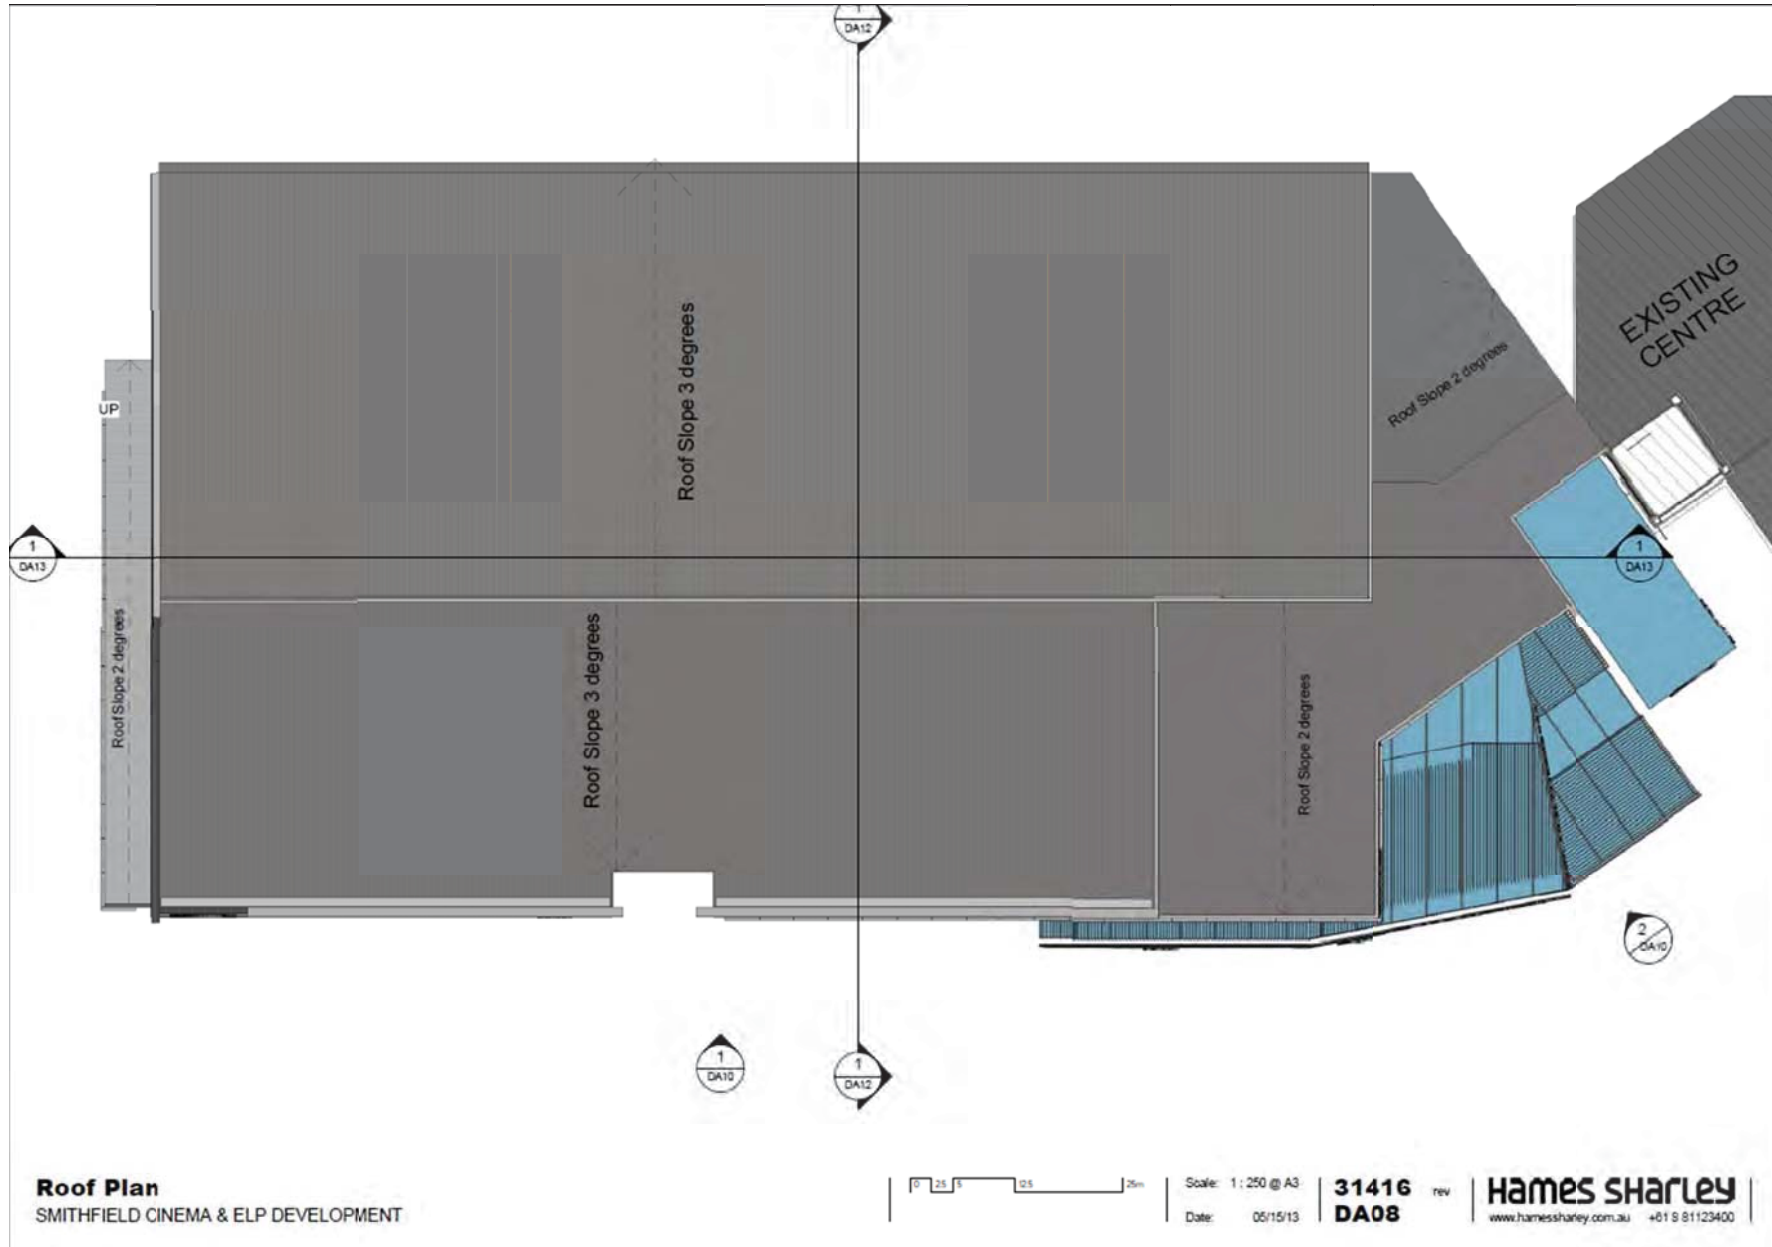 1
DA12
EXISTING
CENTRE
Roof Slope 3 degrees
Roof Slope 2 degrees
UP
1
DA13
1
DA13
Roof Slope 2 degrees
Roof Slope 3 degrees
Roof Slope 2 degrees
2
DA10
1
DA10
1
DA12
Roof Plan
SMITHFIELD CINEMA & ELP DEVELOPMENT
0 2.5 5 12.5 25m
Scale: 1 : 250 @ A3
Date: 05/15/13
31416 rev
DA08
HAMES SHARLEY
www.hamessharley.com.au +61 8 81123400